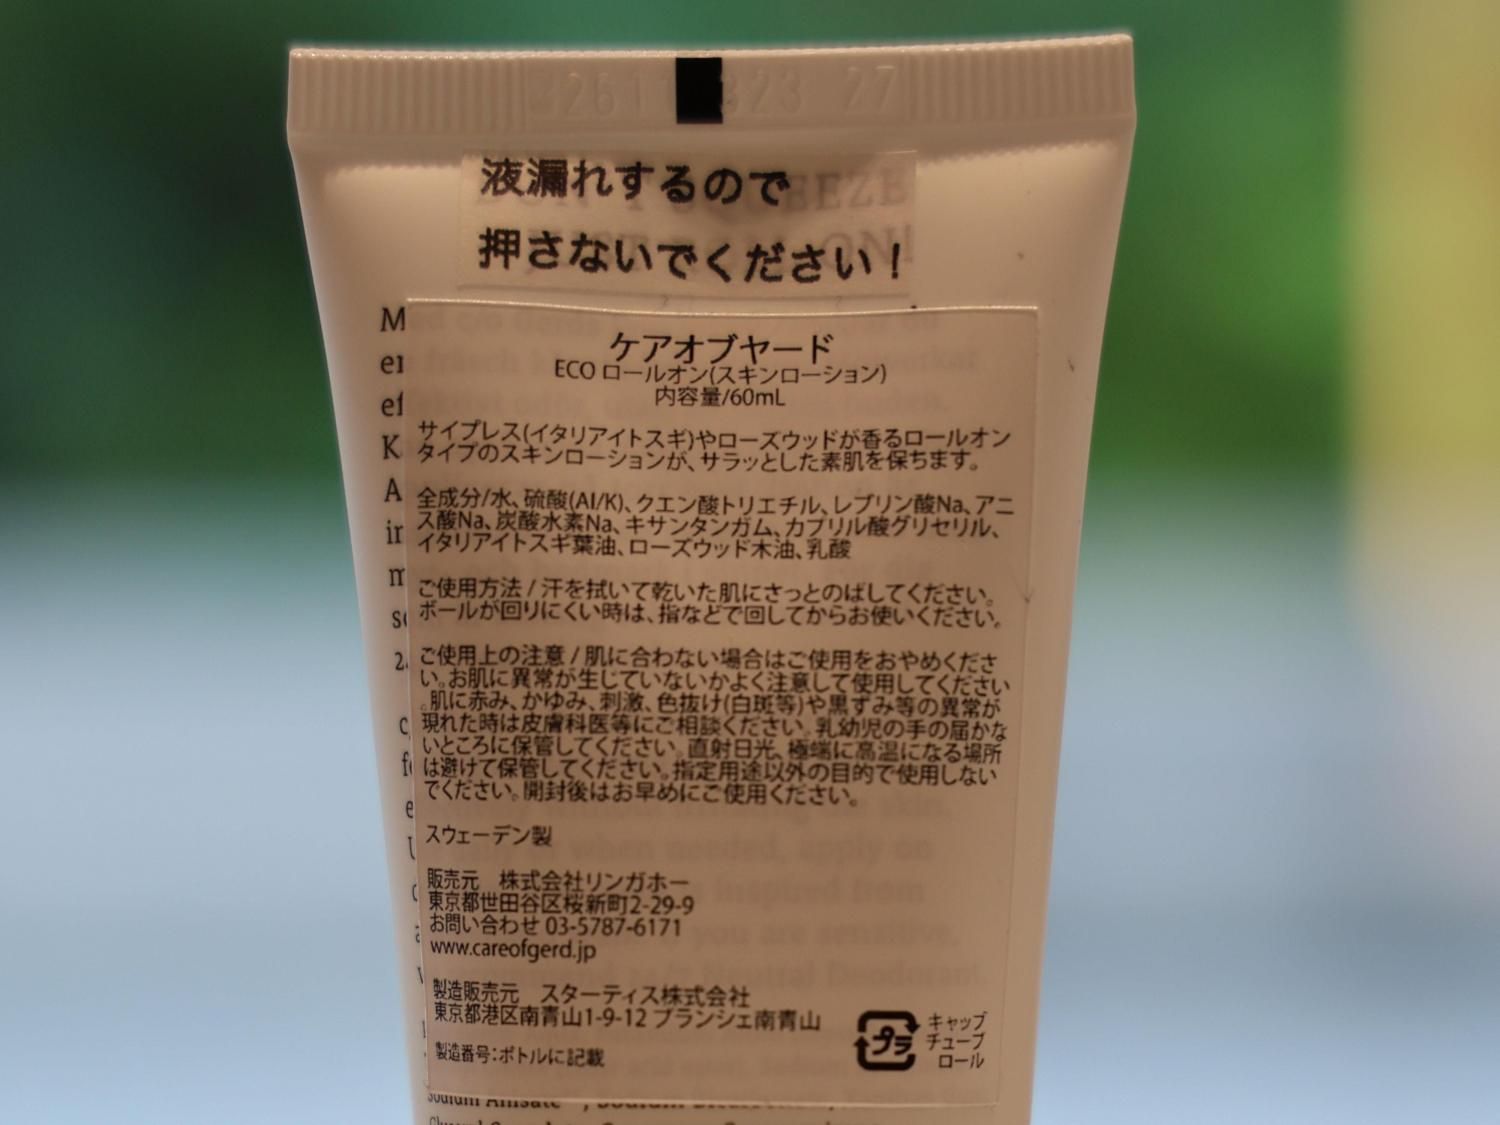 液漏れするので
押さないでください！
ケアオブヤード
ECO ロールオン(スキンローション)
内容量/60mL
サイプレス(イタリアイトスギ)やローズウッドが香るロールオン
タイプのスキンローションが、サラッとした素肌を保ちます。
全成分/水、硫酸(Al/K)、クエン酸トリエチル、レブリン酸Na、アニ
ス酸Na、炭酸水素Na、キサンタンガム、カプリル酸グリセリル、
イタリアイトスギ葉油、ローズウッド木油、乳酸
ご使用方法 / 汗を拭いて乾いた肌にさっとのばしてください。
ボールが回りにくい時は、指などで回してからお使いください。
ご使用上の注意 / 肌に合わない場合はご使用をおやめくださ
い。お肌に異常が生じていないかよく注意して使用してください
。肌に赤み、かゆみ、刺激、色抜け(白斑等)や黒ずみ等の異常が
現れた時は皮膚科医等にご相談ください。乳幼児の手の届かな
いところに保管してください。直射日光、極端に高温になる場所
は避けて保管してください。指定用途以外の目的で使用しない
でください。開封後はお早めにご使用ください。
スウェーデン製
販売元　株式会社リンガホー
東京都世田谷区桜新町2-29-9
お問い合わせ 03-5787-6171
www.careofgerd.jp
製造販売元　スターティス株式会社
東京都港区南青山1-9-12 ブランシェ南青山
製造番号：ボトルに記載
プラ
キャップ
チューブ
ロール